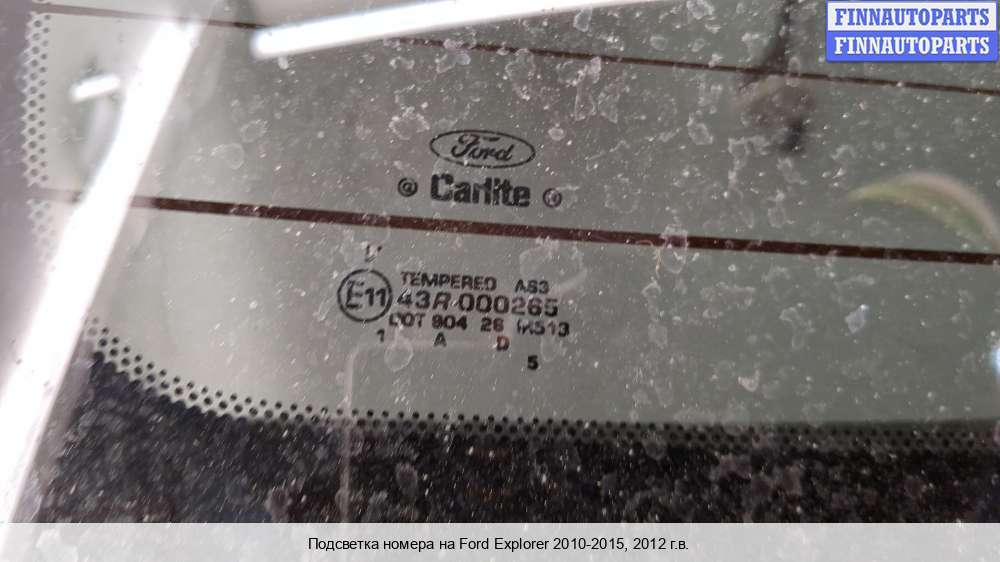 FINNAUTOPARTS
FINNAUTOPARTS
Ford
Carlite
TEMPERED AS3
E11 43R-000265
DOT 904 26 M513
1 A D
5
Подсветка номера на Ford Explorer 2010-2015, 2012 г.в.